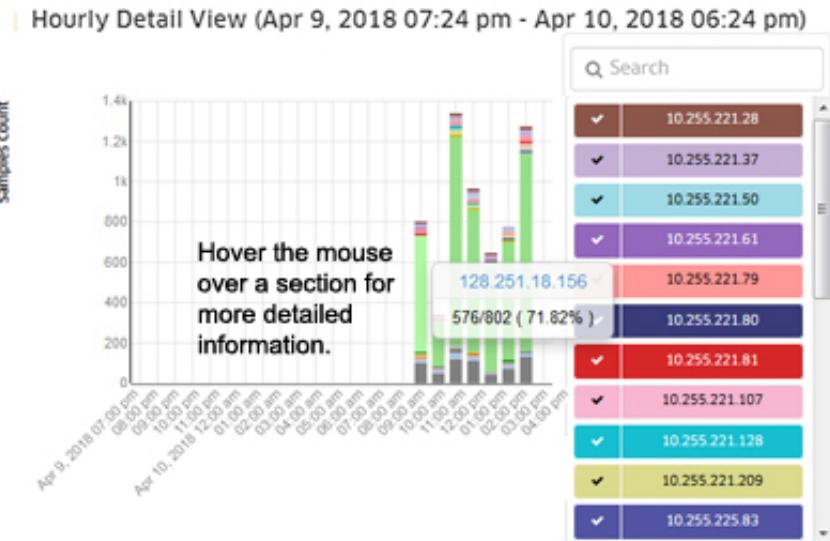 Hourly Detail View (Apr 9, 2018 07:24 pm - Apr 10, 2018 06:24 pm)
Search
Samples Count
1.4k
1.2k
1k
800
600
400
200
0
Hover the mouse
over a section for
more detailed
information.
128.251.18.156
576/802 ( 71.82% )
Apr 9, 2018 07:00 pm
08:00 pm
09:00 pm
10:00 pm
11:00 pm
Apr 10, 2018 12:00 am
01:00 am
02:00 am
03:00 am
04:00 am
05:00 am
06:00 am
07:00 am
08:00 am
09:00 am
10:00 am
11:00 am
12:00 pm
01:00 pm
02:00 pm
03:00 pm
04:00 pm
10.255.221.28
10.255.221.37
10.255.221.50
10.255.221.61
10.255.221.79
10.255.221.80
10.255.221.81
10.255.221.107
10.255.221.128
10.255.221.209
10.255.225.83